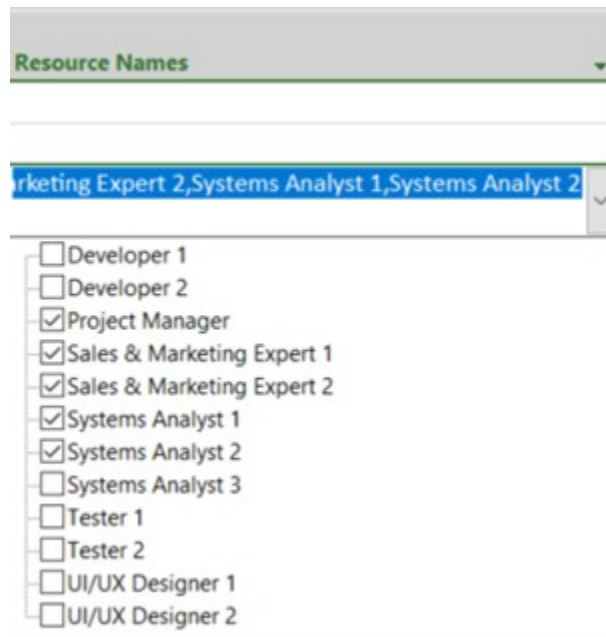 Resource Names
rketing Expert 2,Systems Analyst 1,Systems Analyst 2
Developer 1
Developer 2
Project Manager
Sales & Marketing Expert 1
Sales & Marketing Expert 2
Systems Analyst 1
Systems Analyst 2
Systems Analyst 3
Tester 1
Tester 2
UI/UX Designer 1
UI/UX Designer 2